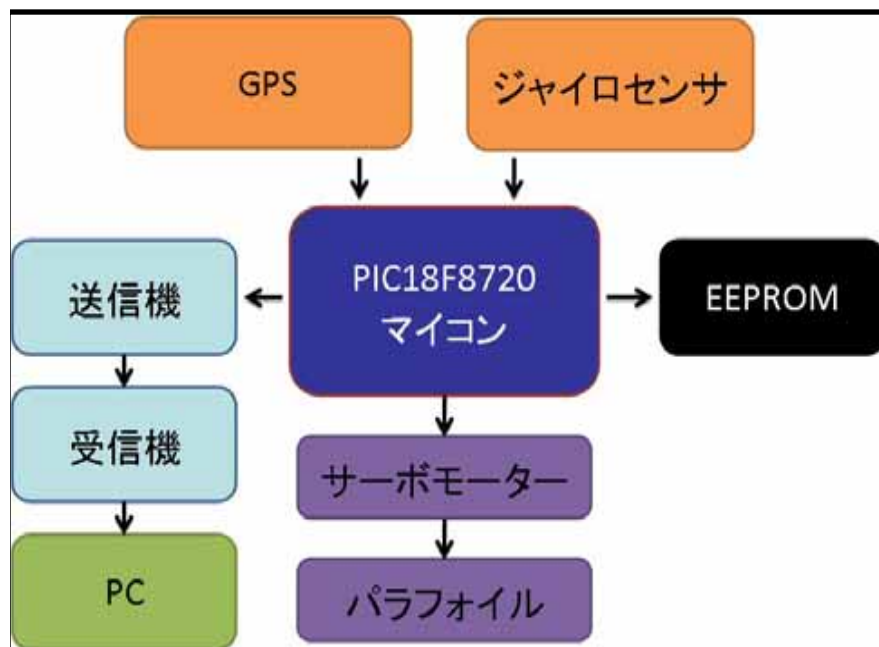 GPS
ジャイロセンサ
PIC18F8720
マイコン
送信機
EEPROM
受信機
サーボモーター
PC
パラフォイル